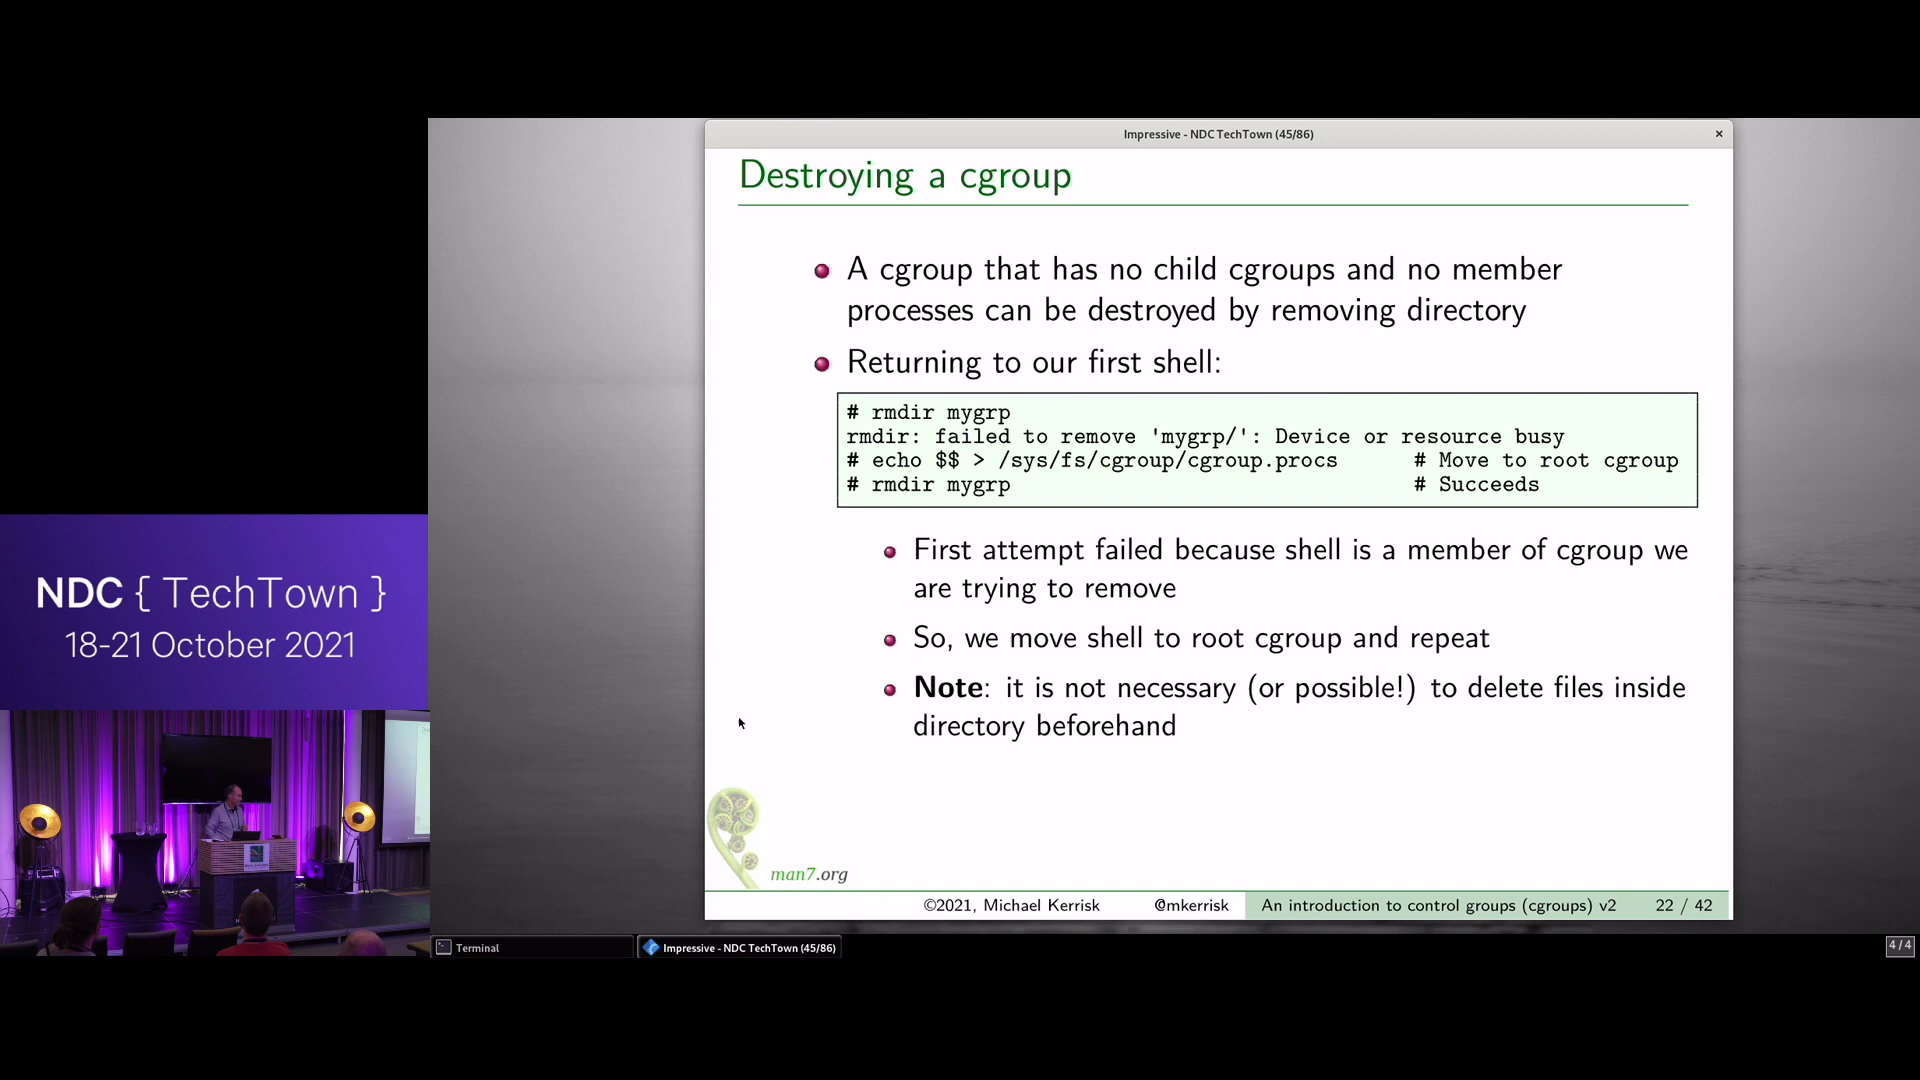 Impressive - NDC TechTown (45/86)
×
Destroying a cgroup
A cgroup that has no child cgroups and no member
processes can be destroyed by removing directory
Returning to our first shell:
# rmdir mygrp
rmdir: failed to remove 'mygrp/': Device or resource busy
# echo $$ > /sys/fs/cgroup/cgroup.procs # Move to root cgroup
# rmdir mygrp # Succeeds
First attempt failed because shell is a member of cgroup we
are trying to remove
So, we move shell to root cgroup and repeat
Note: it is not necessary (or possible!) to delete files inside
directory beforehand
man7.org
©2021, Michael Kerrisk @mkerrisk An introduction to control groups (cgroups) v2 22 / 42
Terminal
Impressive - NDC TechTown (45/86)
4/4
NDC { TechTown }
18-21 October 2021